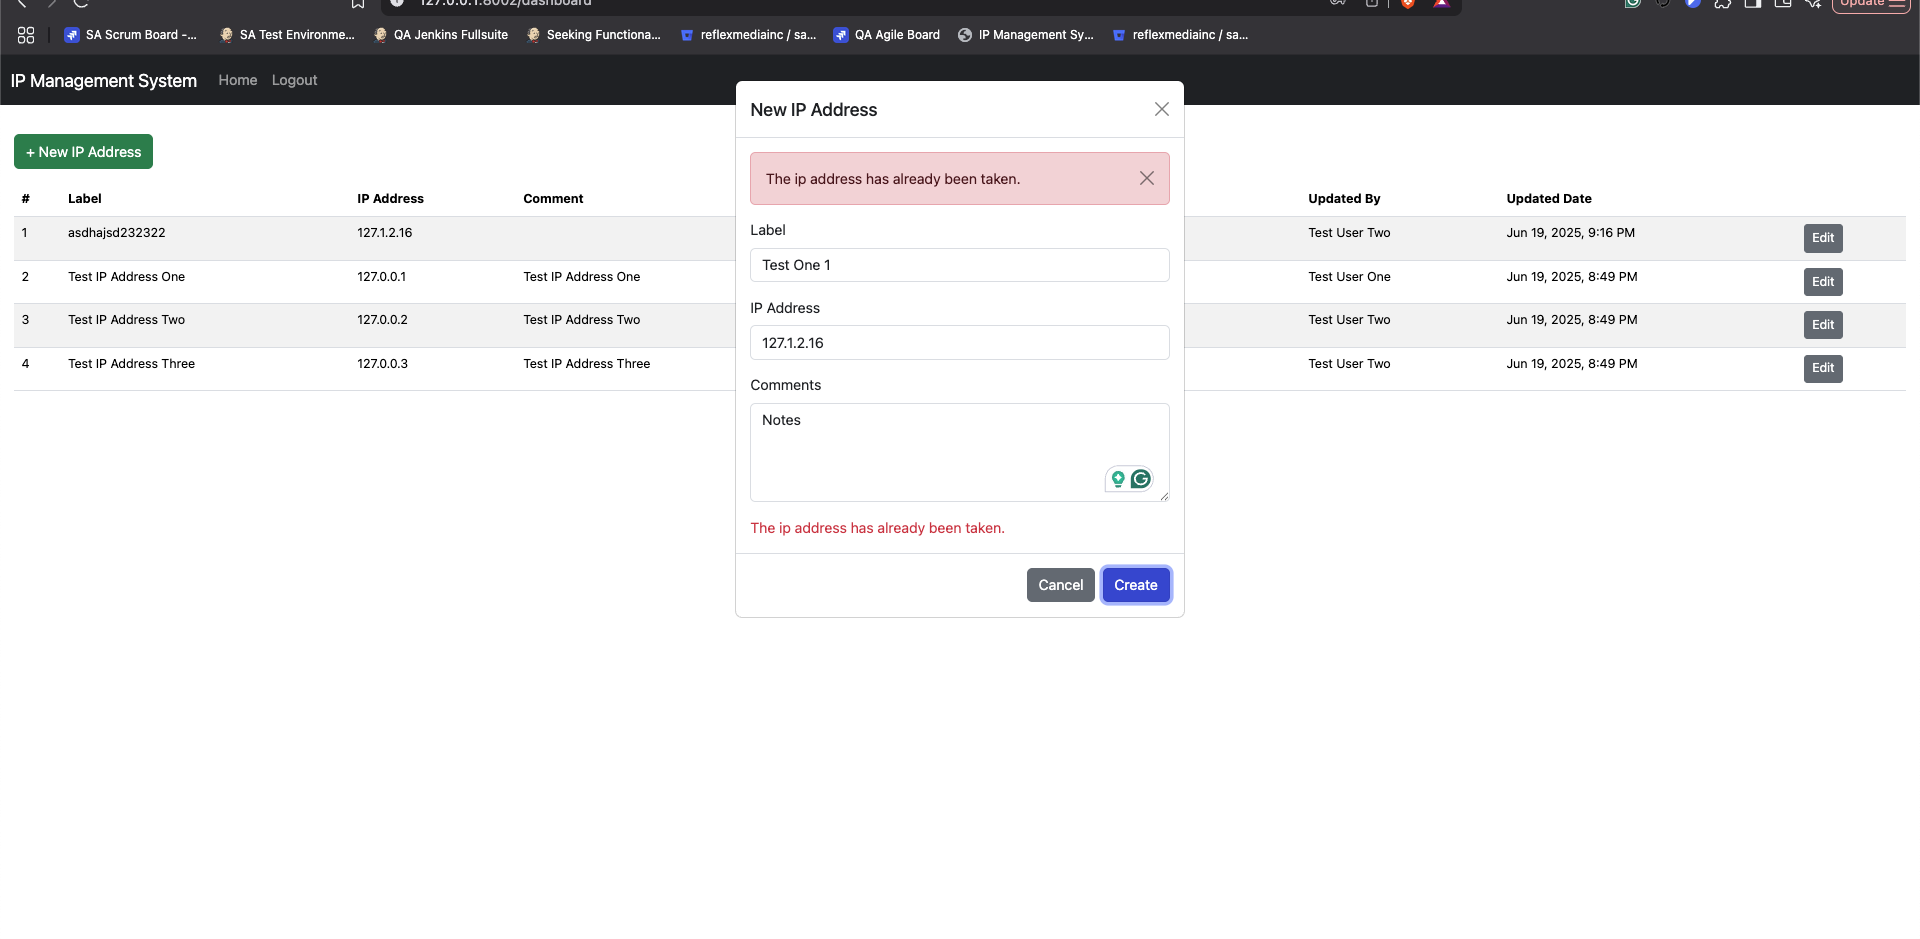 127.0.0.1:8002/dashboard
Update
SA Scrum Board -... SA Test Environme... QA Jenkins Fullsuite Seeking Functiona... reflexmediainc / sa... QA Agile Board IP Management Sy... reflexmediainc / sa...
IP Management System Home Logout
+ New IP Address
# Label IP Address Comment Updated By Updated Date
1 asdhajsd232322 127.1.2.16 Test User Two Jun 19, 2025, 9:16 PM Edit
2 Test IP Address One 127.0.0.1 Test IP Address One Test User One Jun 19, 2025, 8:49 PM Edit
3 Test IP Address Two 127.0.0.2 Test IP Address Two Test User Two Jun 19, 2025, 8:49 PM Edit
4 Test IP Address Three 127.0.0.3 Test IP Address Three Test User Two Jun 19, 2025, 8:49 PM Edit
New IP Address
The ip address has already been taken.
Label
Test One 1
IP Address
127.1.2.16
Comments
Notes
The ip address has already been taken.
Cancel Create